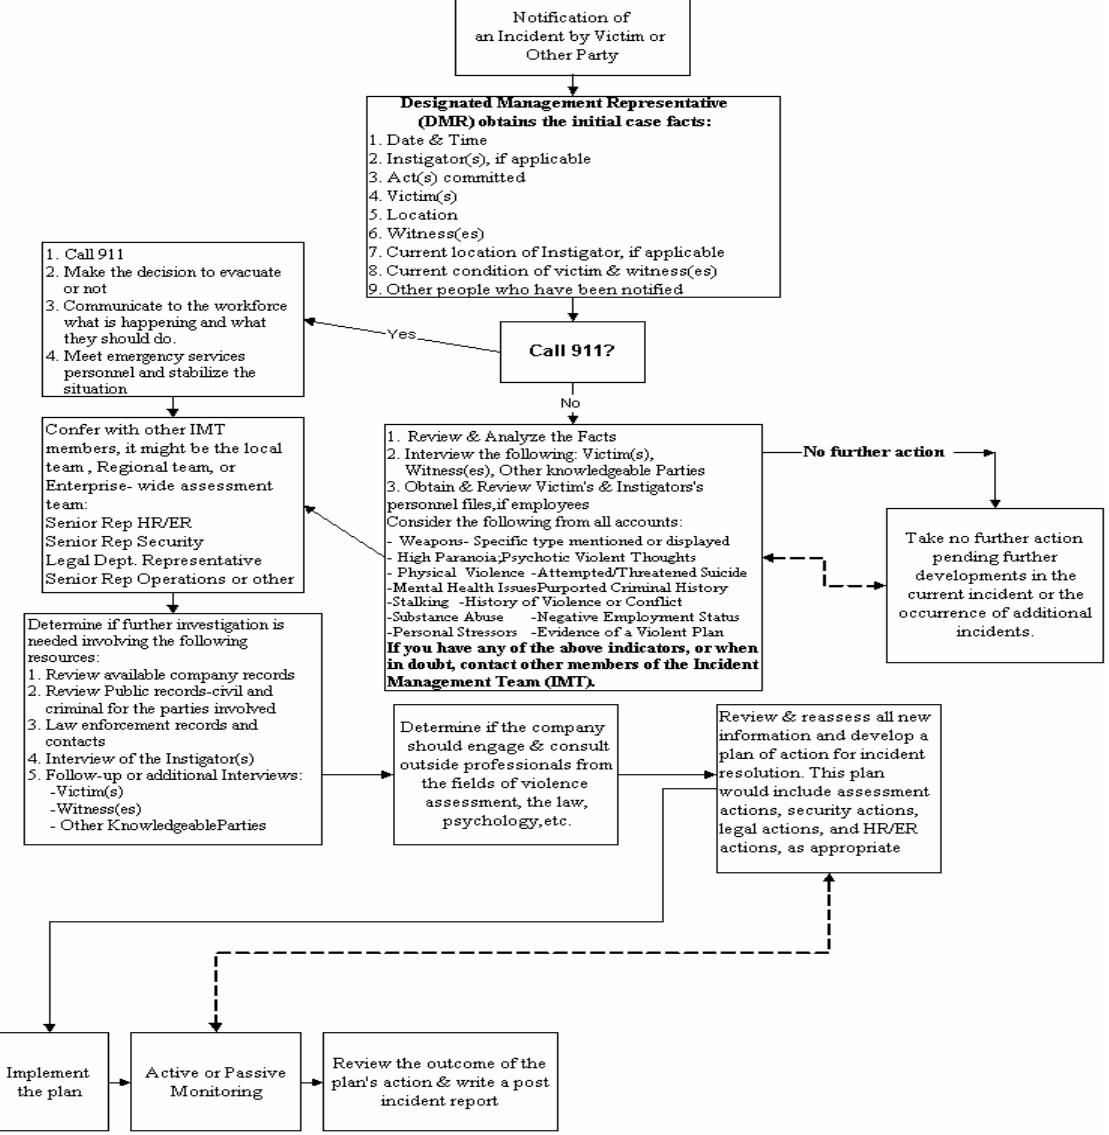 Notification of
an Incident by Victim or
Other Party
Designated Management Representative
(DMR) obtains the initial case facts:
1. Date & Time
2. Instigator(s), if applicable
3. Act(s) committed
4. Victim(s)
5. Location
6. Witness(es)
7. Current location of Instigator, if applicable
8. Current condition of victim & witness(es)
9. Other people who have been notified
1. Call 911
2. Make the decision to evacuate
or not
3. Communicate to the workforce
what is happening and what
they should do.
4. Meet emergency services
personnel and stabilize the
situation
Yes
Call 911?
No
Confer with other IMT
members, it might be the local
team , Regional team, or
Enterprise- wide assessment
team:
Senior Rep HR/ER
Senior Rep Security
Legal Dept. Representative
Senior Rep Operations or other
1. Review & Analyze the Facts
2. Interview the following: Victim(s),
Witness(es), Other knowledgeable Parties
3. Obtain & Review Victim's & Instigators's
personnel files,if employees
Consider the following from all accounts:
- Weapons- Specific type mentioned or displayed
- High Paranoia;Psychotic Violent Thoughts
- Physical Violence -Attempted/Threatened Suicide
-Mental Health IssuesPurported Criminal History
-Stalking -History of Violence or Conflict
-Substance Abuse -Negative Employment Status
-Personal Stressors -Evidence of a Violent Plan
If you have any of the above indicators, or when
in doubt, contact other members of the Incident
Management Team (IMT).
No further action
Take no further action
pending further
developments in the
current incident or the
occurrence of additional
incidents.
Determine if further investigation is
needed involving the following
resources:
1. Review available company records
2. Review Public records-civil and
criminal for the parties involved
3. Law enforcement records and
contacts
4. Interview of the Instigator(s)
5. Follow-up or additional Interviews:
-Victim(s)
-Witness(es)
- Other KnowledgeableParties
Determine if the company
should engage & consult
outside professionals from
the fields of violence
assessment, the law,
psychology,etc.
Review & reassess all new
information and develop a
plan of action for incident
resolution. This plan
would include assessment
actions, security actions,
legal actions, and HR/ER
actions, as appropriate
Implement
the plan
Active or Passive
Monitoring
Review the outcome of the
plan's action & write a post
incident report